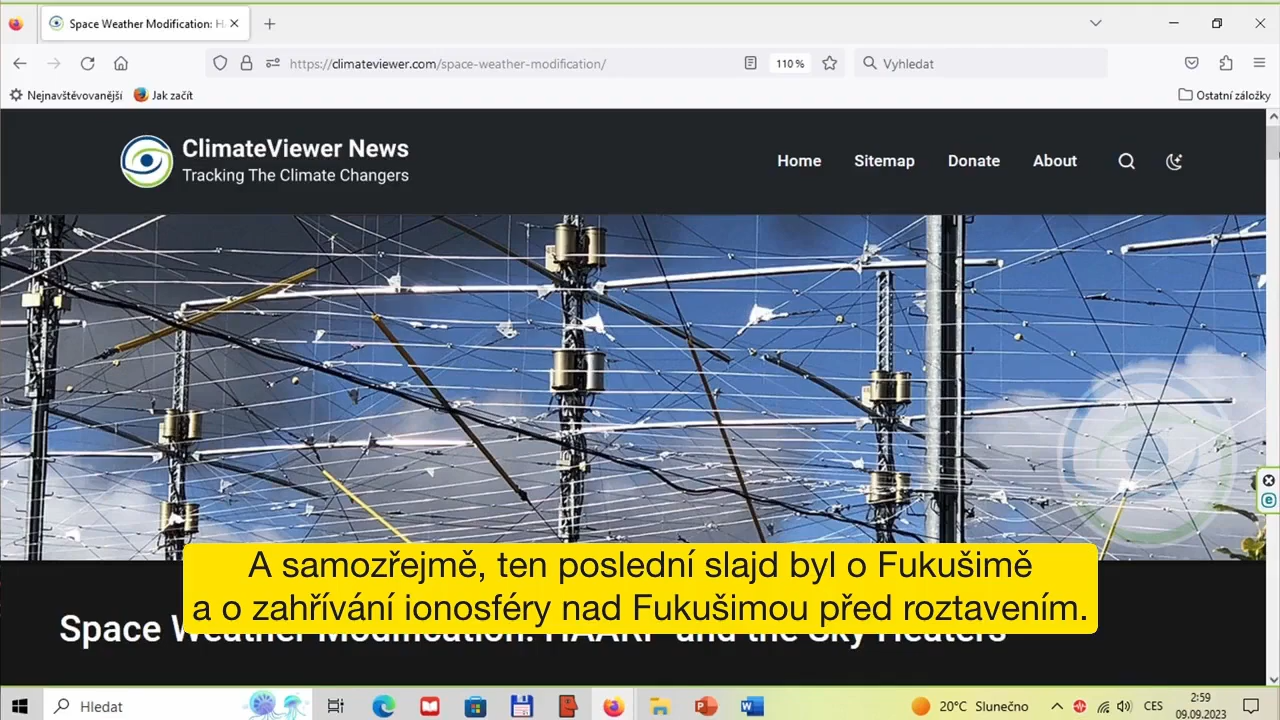 Space Weather Modification: H
https://climateviewer.com/space-weather-modification/
110 %
Vyhledat
Nejnavštěvovanější
Jak začít
Ostatní záložky
ClimateViewer News
Tracking The Climate Changers
Home
Sitemap
Donate
About
A samozřejmě, ten poslední slajd byl o Fukušimě
a o zahřívání ionosféry nad Fukušimou před roztavením.
Space Weather Modification: HAARP and the Sky Heaters
Hledat
20°C Slunečno
CES
2:59
09.09.2023